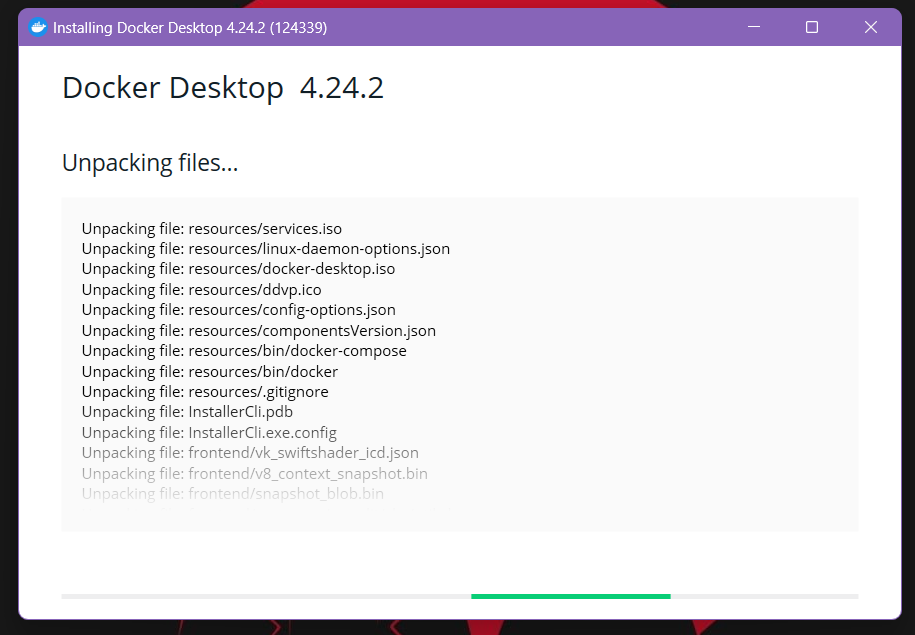 Installing Docker Desktop 4.24.2 (124339)
Docker Desktop 4.24.2
Unpacking files...
Unpacking file: resources/services.iso
Unpacking file: resources/linux-daemon-options.json
Unpacking file: resources/docker-desktop.iso
Unpacking file: resources/ddvp.ico
Unpacking file: resources/config-options.json
Unpacking file: resources/componentsVersion.json
Unpacking file: resources/bin/docker-compose
Unpacking file: resources/bin/docker
Unpacking file: resources/.gitignore
Unpacking file: InstallerCli.pdb
Unpacking file: InstallerCli.exe.config
Unpacking file: frontend/vk_swiftshader_icd.json
Unpacking file: frontend/v8_context_snapshot.bin
Unpacking file: frontend/snapshot_blob.bin